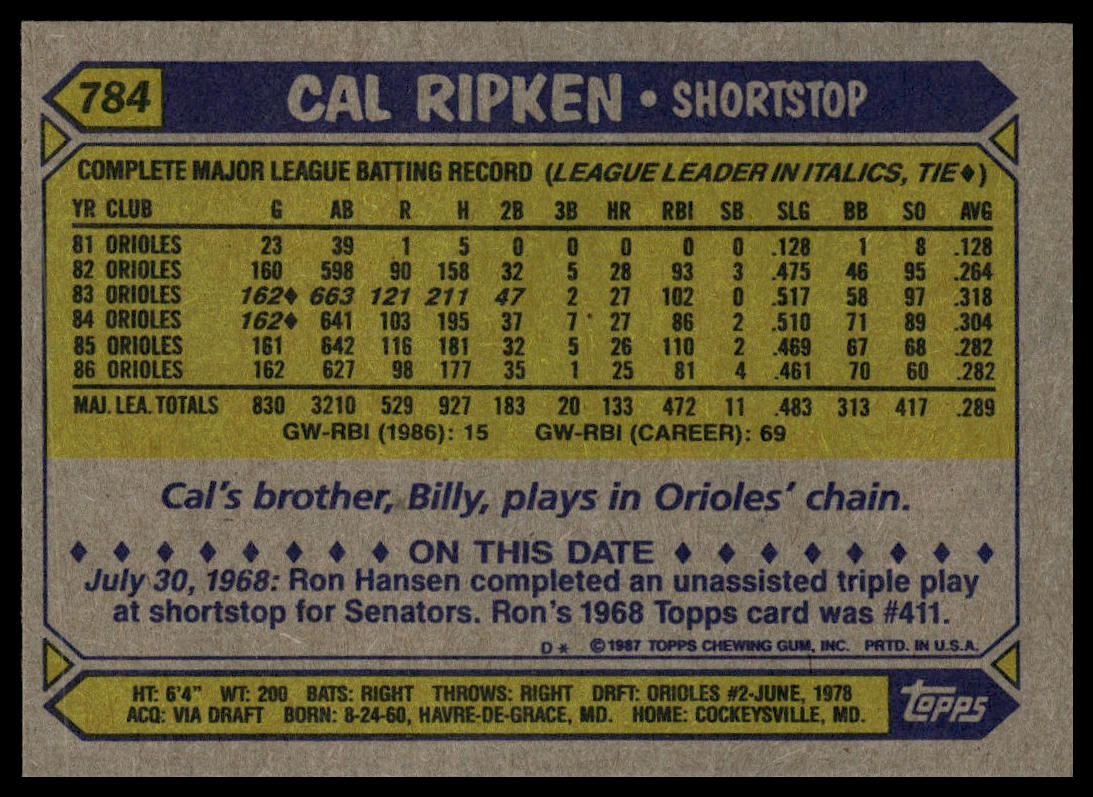 784 CAL RIPKEN • SHORTSTOP
COMPLETE MAJOR LEAGUE BATTING RECORD (LEAGUE LEADER IN ITALICS, TIE♦)
YR CLUB G AB R H 2B 3B HR RBI SB SLG BB SO AVG
81 ORIOLES 23 39 1 5 0 0 0 0 0 .128 1 8 .128
82 ORIOLES 160 598 90 158 32 5 28 93 3 .475 46 95 .264
83 ORIOLES 162♦ 663 121 211 47 2 27 102 0 .517 58 97 .318
84 ORIOLES 162♦ 641 103 195 37 7 27 86 2 .510 71 89 .304
85 ORIOLES 161 642 116 181 32 5 26 110 2 .469 67 68 .282
86 ORIOLES 162 627 98 177 35 1 25 81 4 .461 70 60 .282
MAJ. LEA. TOTALS 830 3210 529 927 183 20 133 472 11 .483 313 417 .289
GW-RBI (1986): 15 GW-RBI (CAREER): 69
Cal's brother, Billy, plays in Orioles' chain.
♦ ♦ ♦ ♦ ♦ ♦ ♦ ♦ ON THIS DATE ♦ ♦ ♦ ♦ ♦ ♦ ♦ ♦
July 30, 1968: Ron Hansen completed an unassisted triple play
at shortstop for Senators. Ron's 1968 Topps card was #411.
D* ©1987 TOPPS CHEWING GUM, INC. PRTD. IN U.S.A.
HT: 6'4" WT: 200 BATS: RIGHT THROWS: RIGHT DRFT: ORIOLES #2-JUNE, 1978
ACQ: VIA DRAFT BORN: 8-24-60, HAVRE-DE-GRACE, MD. HOME: COCKEYSVILLE, MD.
topps